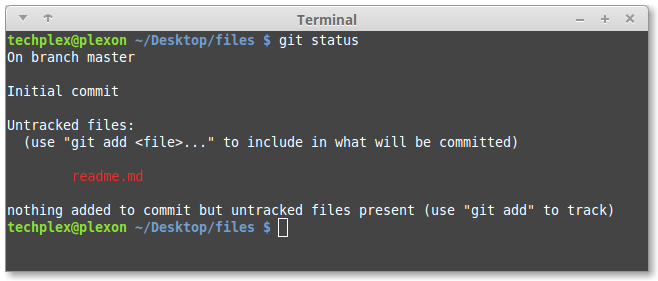 Terminal
techplex@plexon ~/Desktop/files $ git status
On branch master
Initial commit
Untracked files:
(use "git add <file>..." to include in what will be committed)
readme.md
nothing added to commit but untracked files present (use "git add" to track)
techplex@plexon ~/Desktop/files $